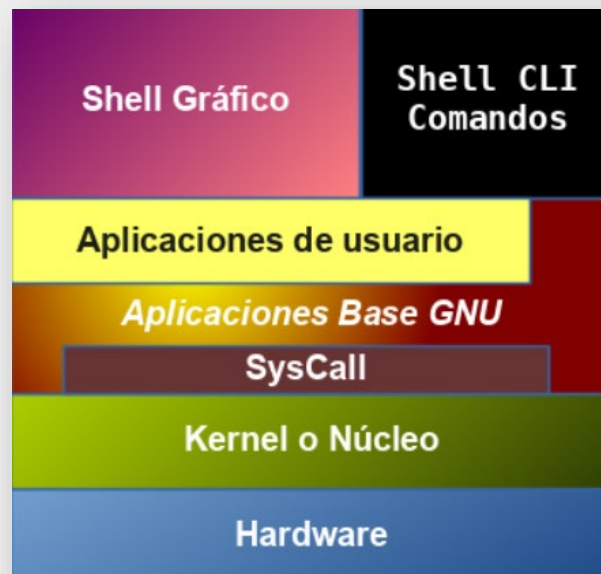 Shell Gráfico
Shell CLI
Comandos
Aplicaciones de usuario
Aplicaciones Base GNU
SysCall
Kernel o Núcleo
Hardware